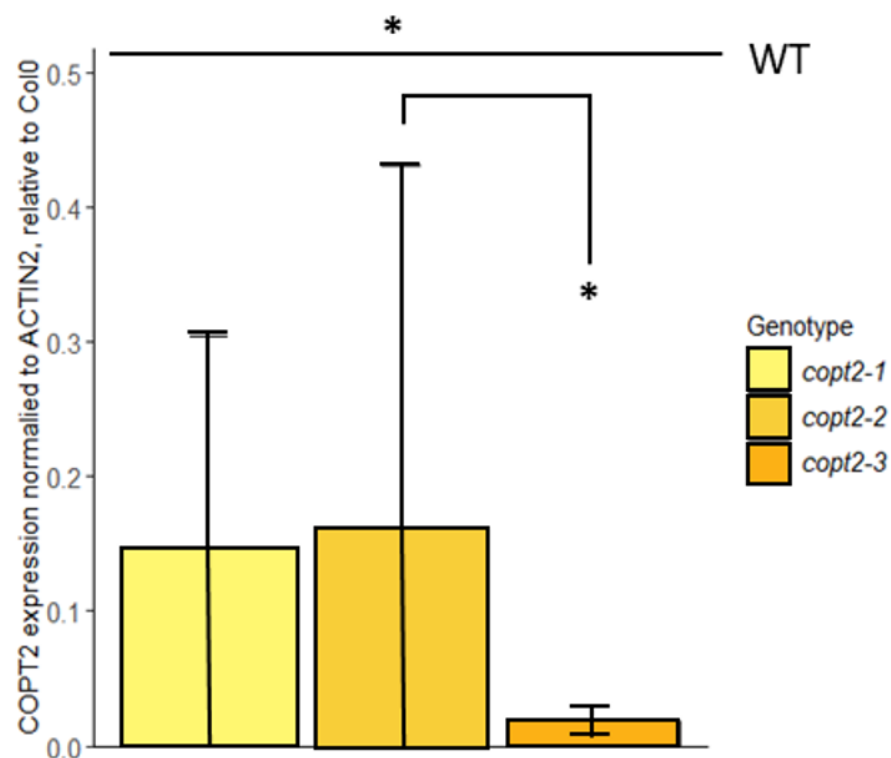 *
WT
COPT2 expression normalied to ACTIN2, relative to Col0
0.5
0.4
0.3
0.2
0.1
0.0
*
Genotype
copt2-1
copt2-2
copt2-3